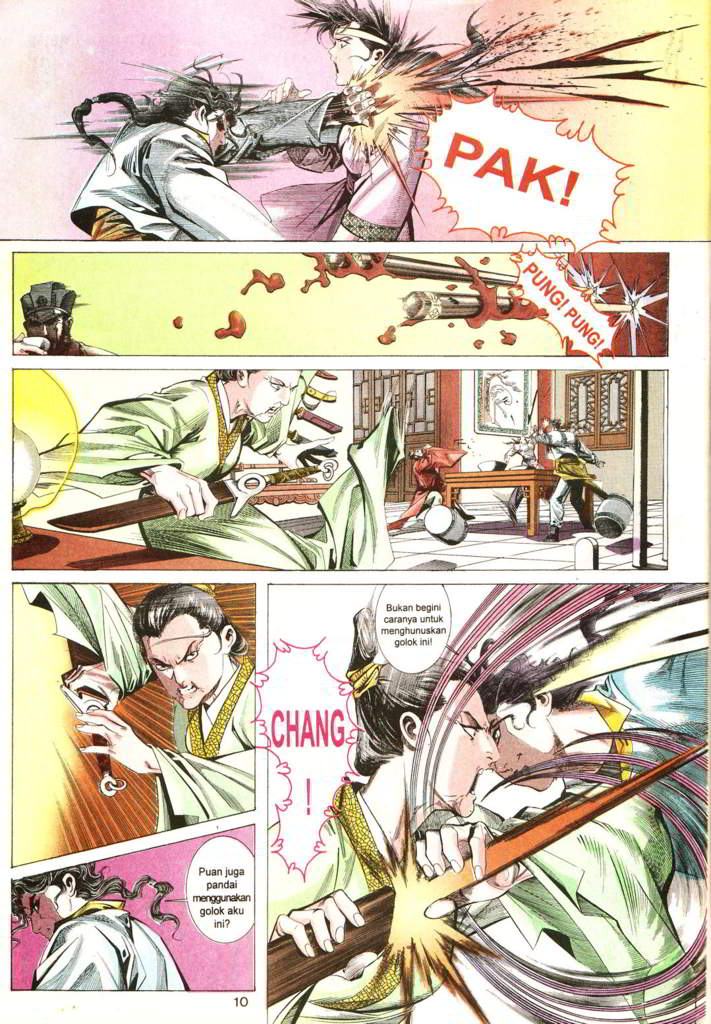 PAK!
PUNG! PUNG!
Puan juga
pandai
menggunakan
golok aku
ini?
Bukan begini
caranya untuk
menghunuskan
golok ini!
CHANG
!
10